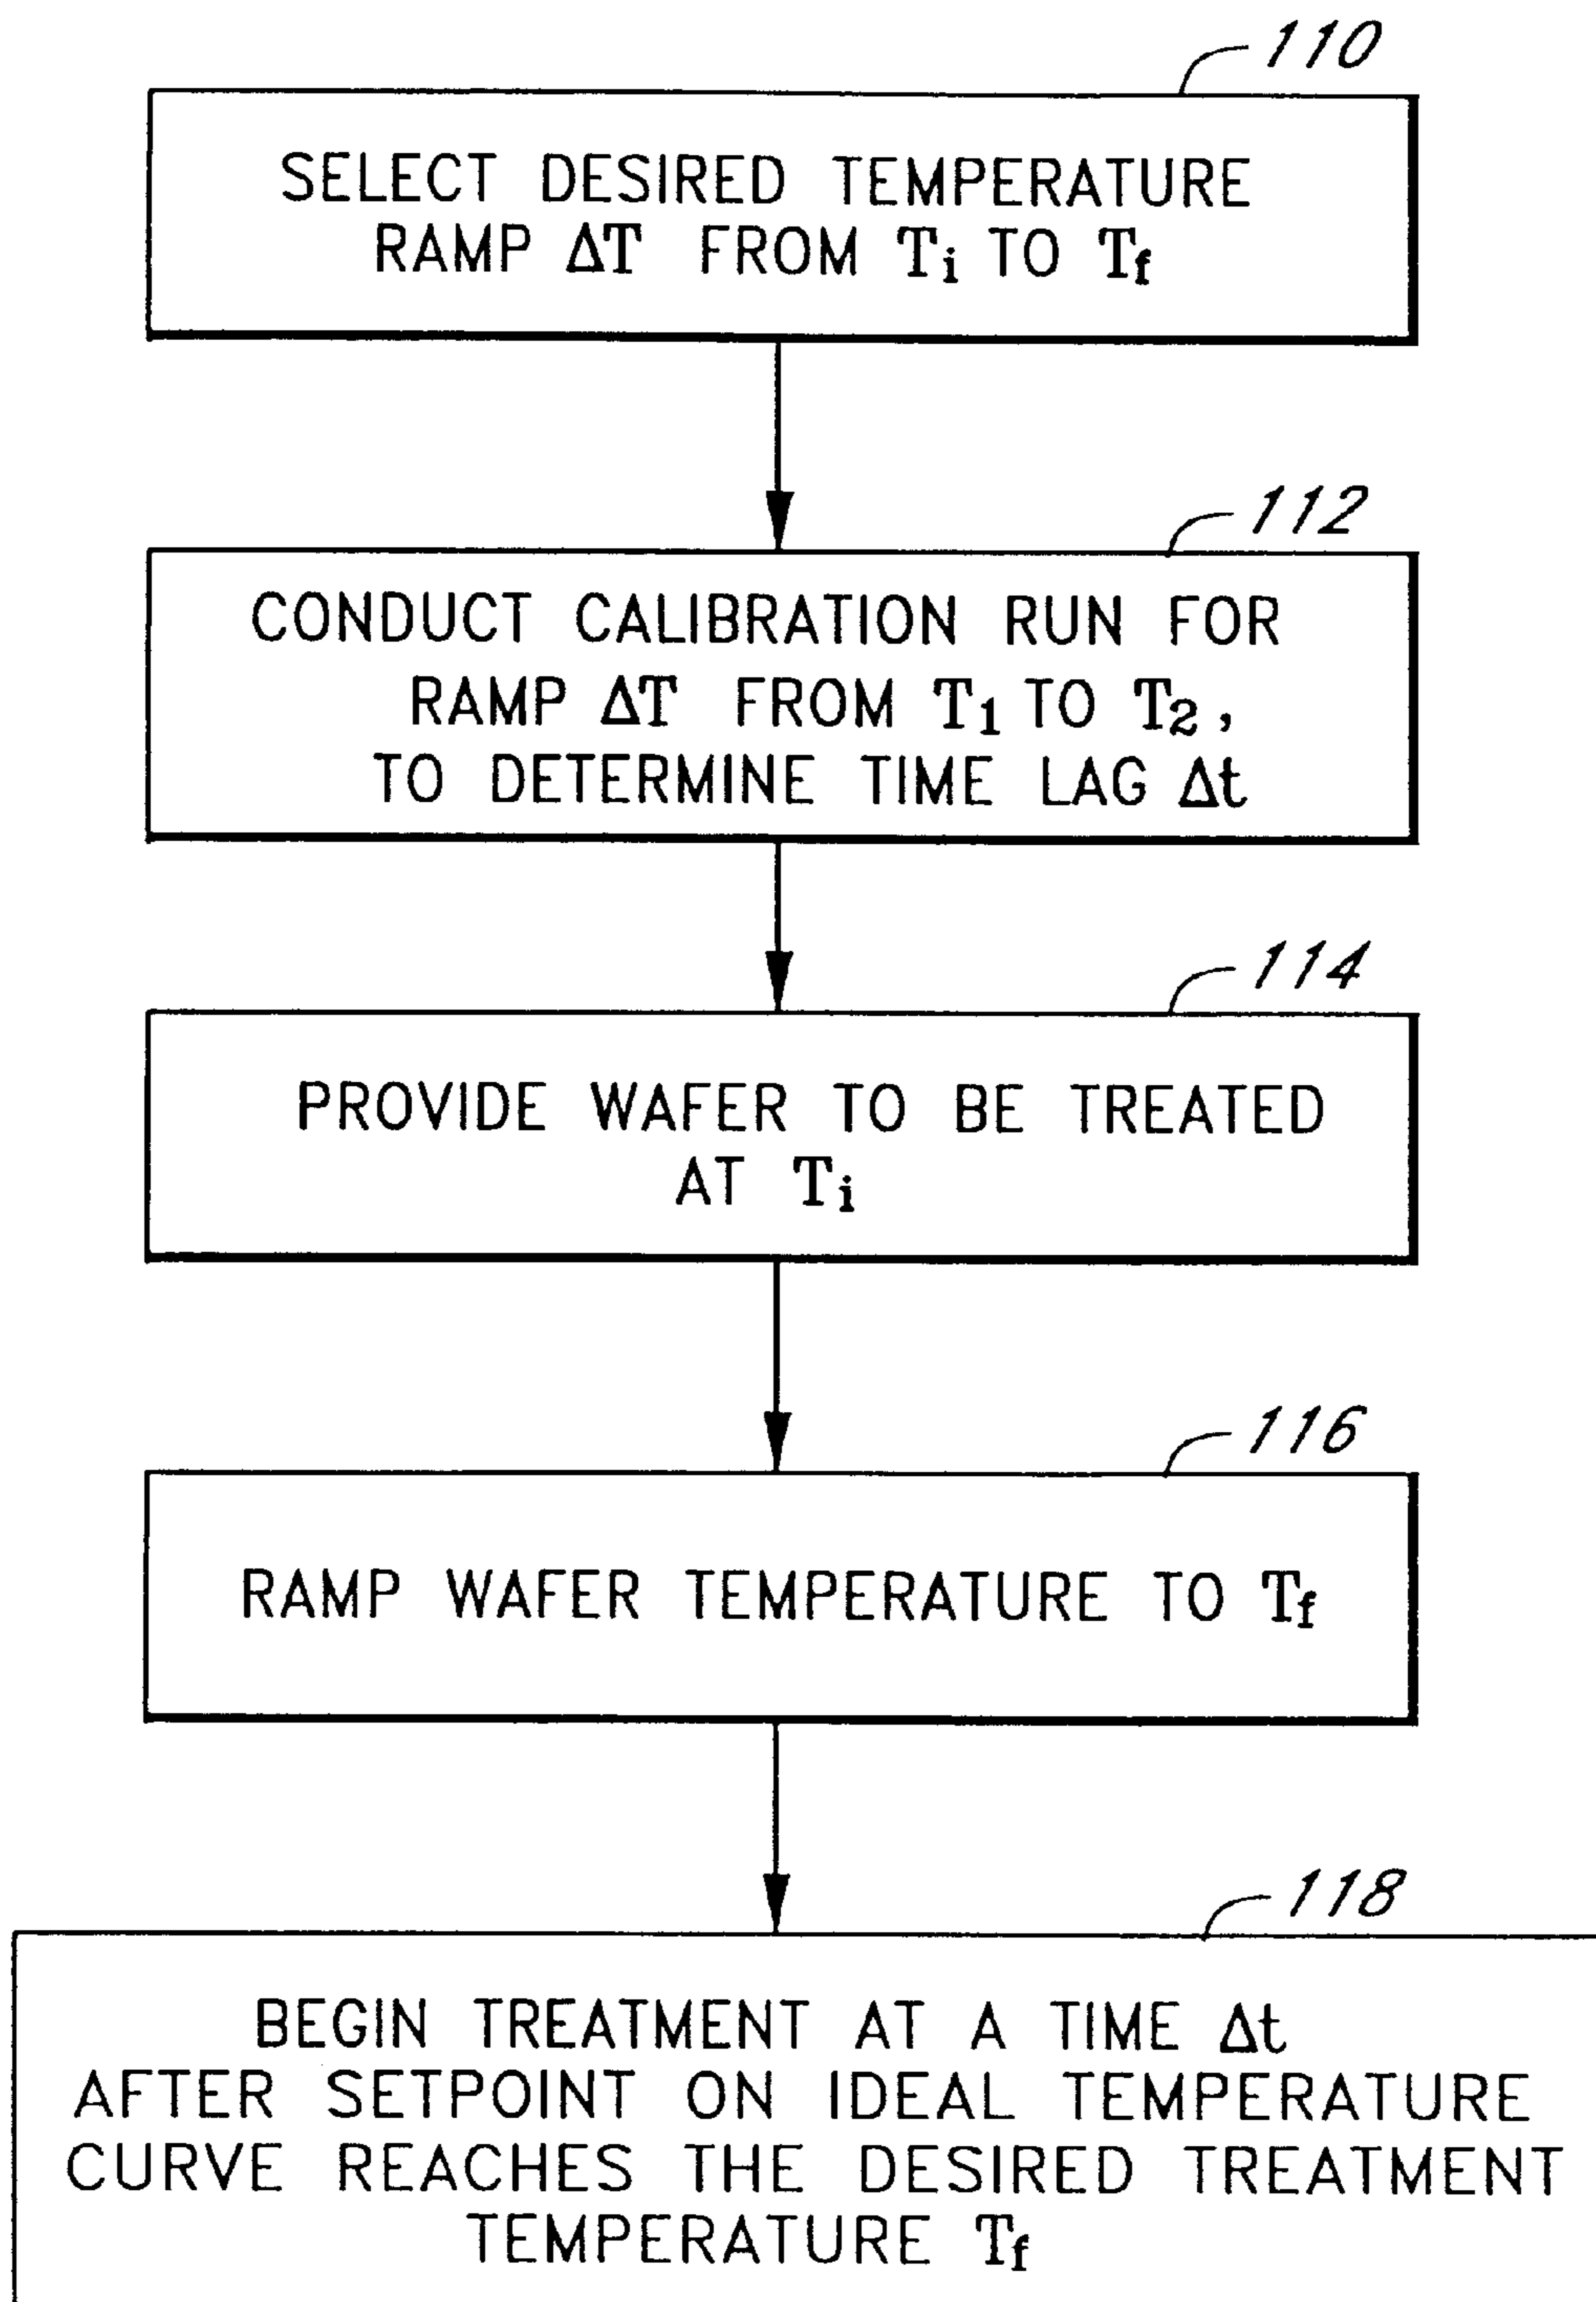 110
SELECT DESIRED TEMPERATURE
RAMP ΔT FROM Ti TO Tf
112
CONDUCT CALIBRATION RUN FOR
RAMP ΔT FROM T1 TO T2,
TO DETERMINE TIME LAG Δt
114
PROVIDE WAFER TO BE TREATED
AT Ti
116
RAMP WAFER TEMPERATURE TO Tf
118
BEGIN TREATMENT AT A TIME Δt
AFTER SETPOINT ON IDEAL TEMPERATURE
CURVE REACHES THE DESIRED TREATMENT
TEMPERATURE Tf